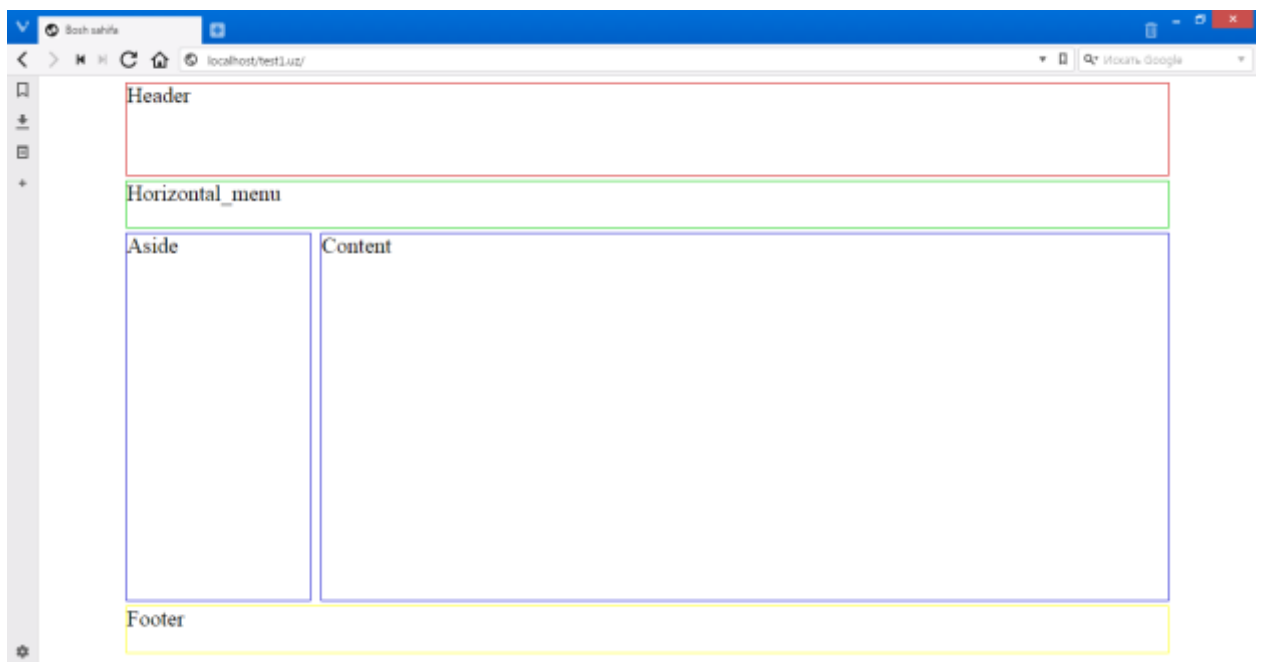 Bosh sahifa
localhost/test1.uz/
Искать Google
Header
Horizontal_menu
Aside
Content
Footer